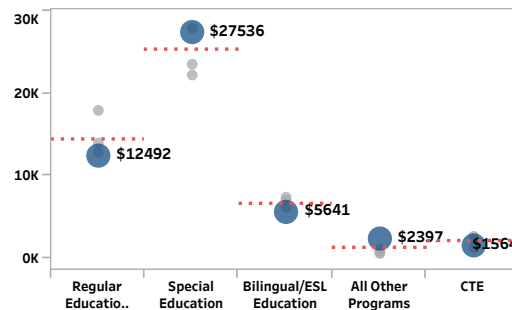 30K
20K
10K
0K
$27536
$12492
$5641
$2397
$1564
Regular
Educatio..
Special
Education
Bilingual/ESL
Education
All Other
Programs
CTE